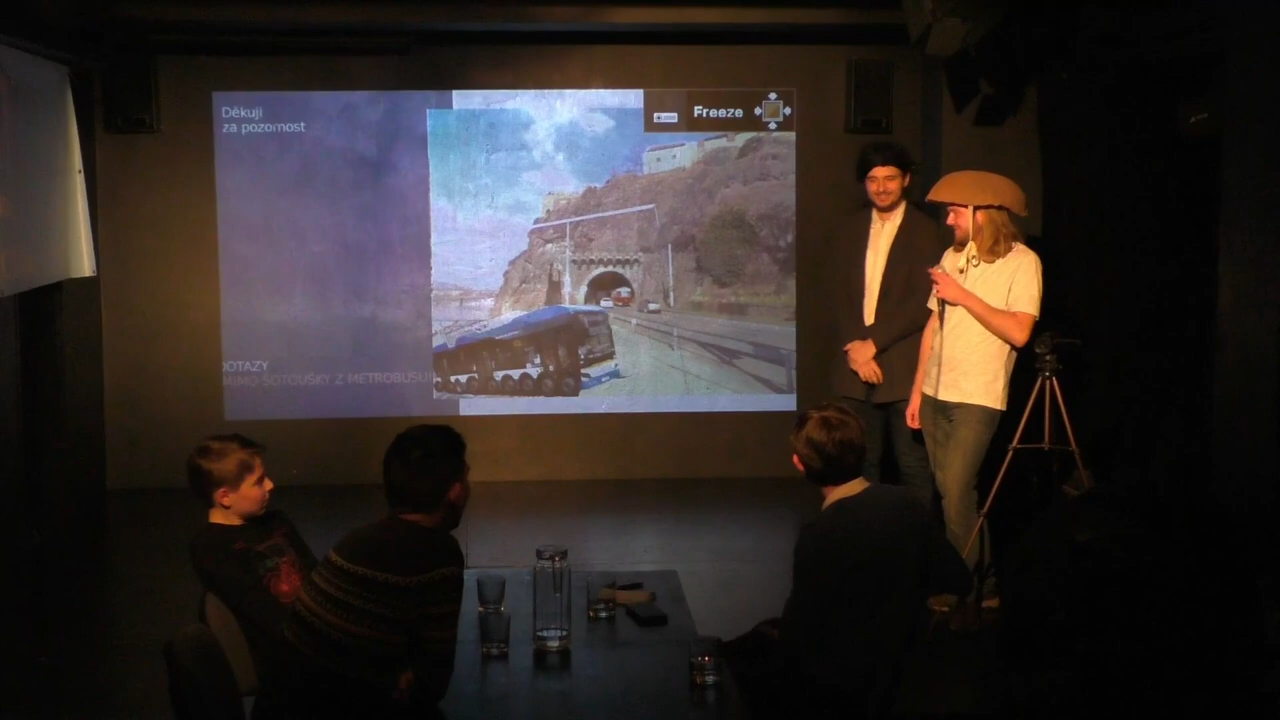 Děkuji
za pozornost
Freeze
DOTAZY
MIMO ŠOTOUŠKY Z METROBUSU!